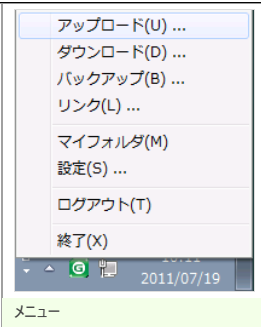 アップロード(U) ...
ダウンロード(D) ...
バックアップ(B) ...
リンク(L) ...
マイフォルダ(M)
設定(S) ...
ログアウト(T)
終了(X)
2011/07/19
メニュー